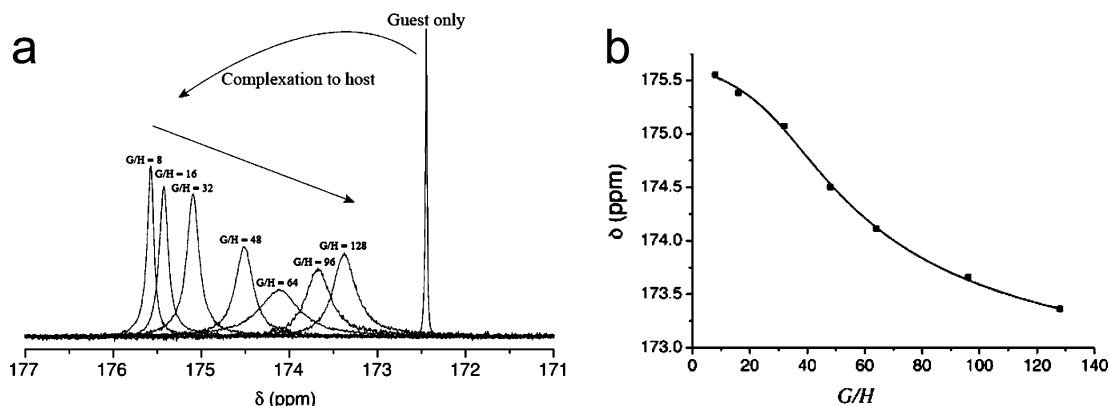 a
Guest only
Complexation to host
G/H = 8
G/H = 16
G/H = 32
G/H = 48
G/H = 64
G/H = 96
G/H = 128
177 176 175 174 173 172 171
δ (ppm)
b
175.5
175.0
174.5
174.0
173.5
173.0
δ (ppm)
0 20 40 60 80 100 120 140
G/H